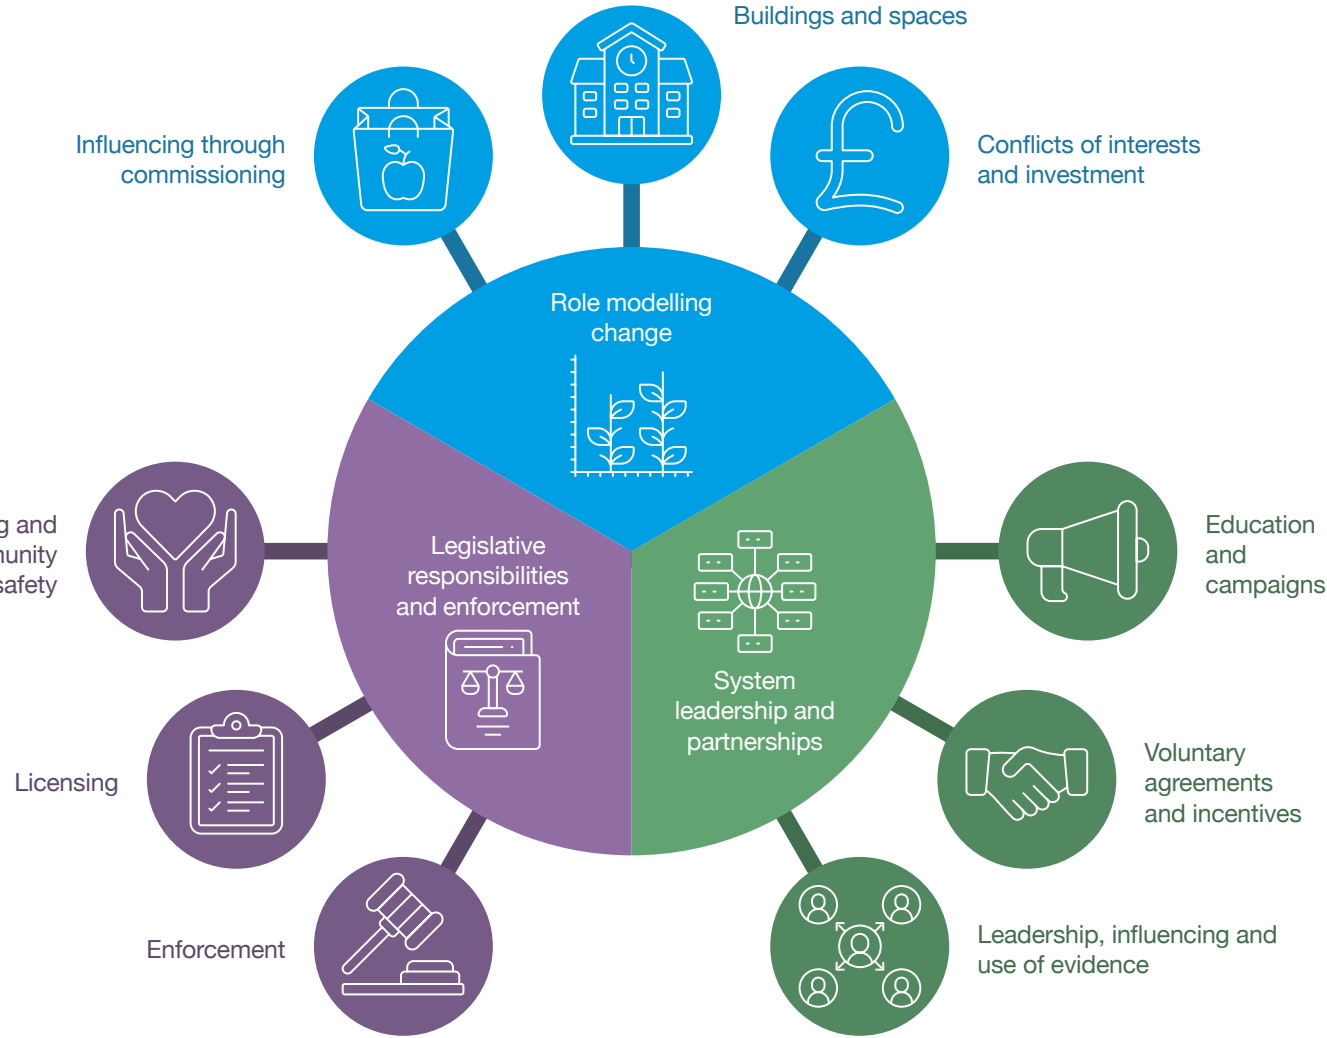 Buildings and spaces
Influencing through
commissioning
Conflicts of interests
and investment
Role modelling
change
Legislative
responsibilities
and enforcement
System
leadership and
partnerships
and
safety
Licensing
Enforcement
Education
and
campaigns
Voluntary
agreements
and incentives
Leadership, influencing and
use of evidence